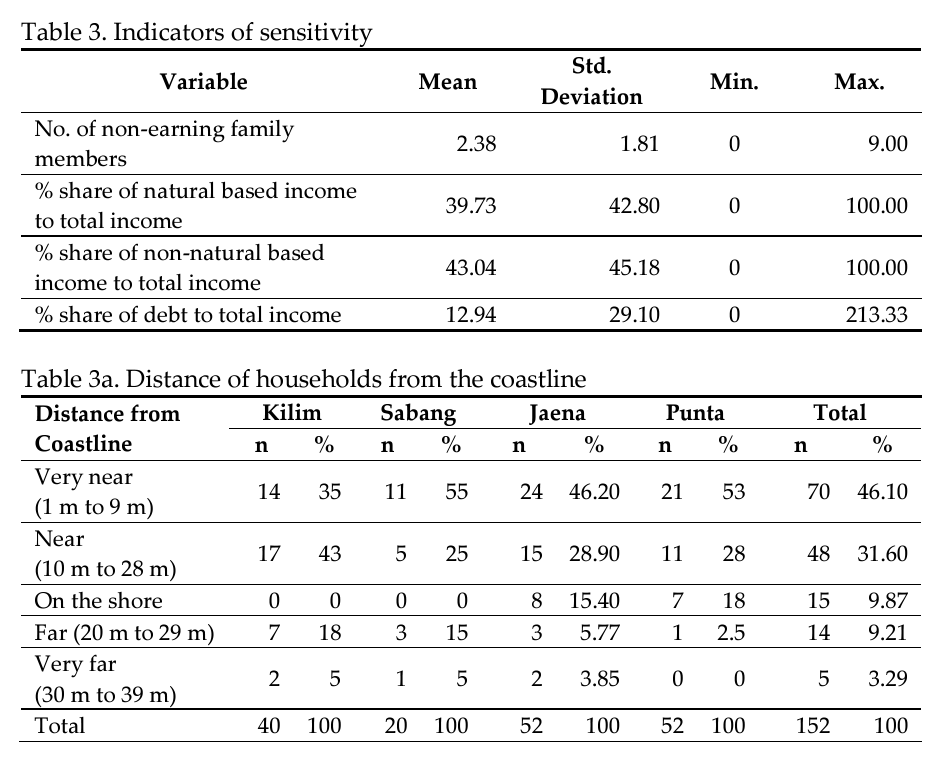 Table 3. Indicators of sensitivity
Variable Mean Std. Deviation Min. Max.
No. of non-earning family members 2.38 1.81 0 9.00
% share of natural based income to total income 39.73 42.80 0 100.00
% share of non-natural based income to total income 43.04 45.18 0 100.00
% share of debt to total income 12.94 29.10 0 213.33
Table 3a. Distance of households from the coastline
Distance from Coastline Kilim Sabang Jaena Punta Total
n % n % n % n % n %
Very near (1 m to 9 m) 14 35 11 55 24 46.20 21 53 70 46.10
Near (10 m to 28 m) 17 43 5 25 15 28.90 11 28 48 31.60
On the shore 0 0 0 0 8 15.40 7 18 15 9.87
Far (20 m to 29 m) 7 18 3 15 3 5.77 1 2.5 14 9.21
Very far (30 m to 39 m) 2 5 1 5 2 3.85 0 0 5 3.29
Total 40 100 20 100 52 100 52 100 152 100